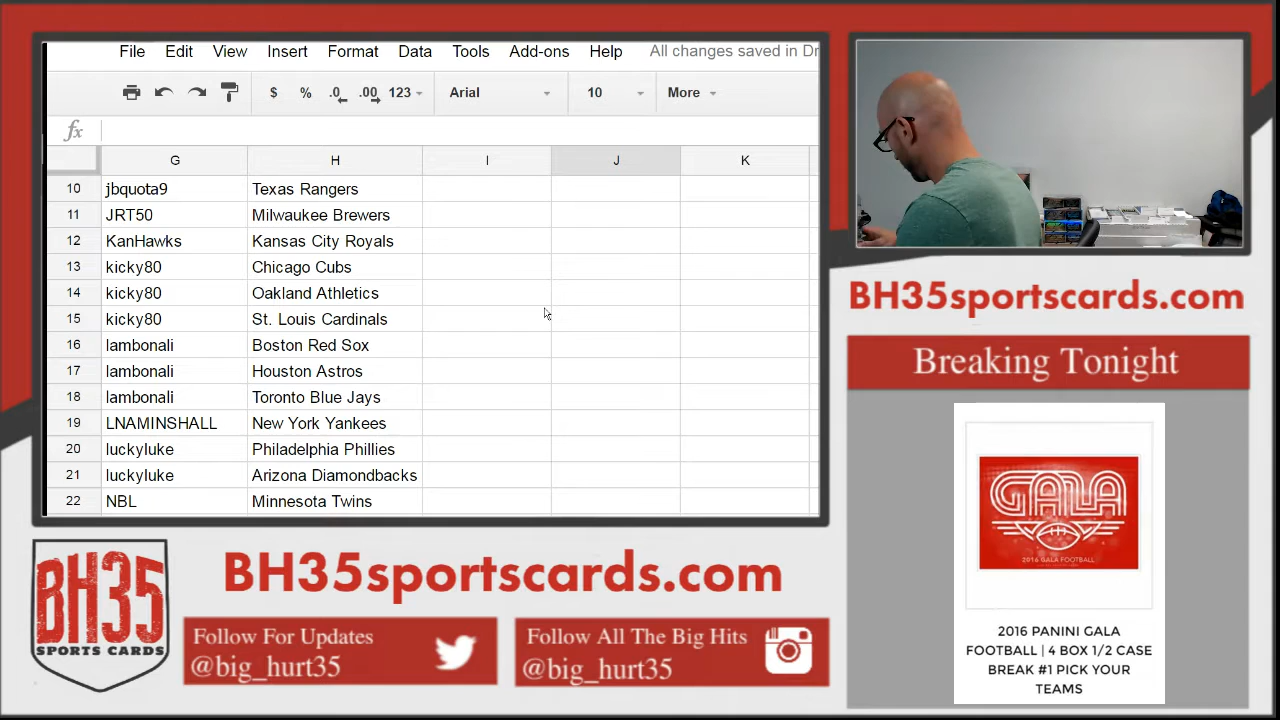 File Edit View Insert Format Data Tools Add-ons Help All changes saved in Dr
$ % .0 .00 123 Arial 10 More
fx
G H I J K
10 jbquota9 Texas Rangers
11 JRT50 Milwaukee Brewers
12 KanHawks Kansas City Royals
13 kicky80 Chicago Cubs
14 kicky80 Oakland Athletics
15 kicky80 St. Louis Cardinals
16 lambonali Boston Red Sox
17 lambonali Houston Astros
18 lambonali Toronto Blue Jays
19 LNAMINSHALL New York Yankees
20 luckyluke Philadelphia Phillies
21 luckyluke Arizona Diamondbacks
22 NBL Minnesota Twins
BH35sportscards.com
Breaking Tonight
GALA
2016 GALA FOOTBALL
2016 PANINI GALA
FOOTBALL | 4 BOX 1/2 CASE
BREAK #1 PICK YOUR
TEAMS
BH35
SPORTS CARDS
BH35sportscards.com
Follow For Updates
@big_hurt35
Follow All The Big Hits
@big_hurt35